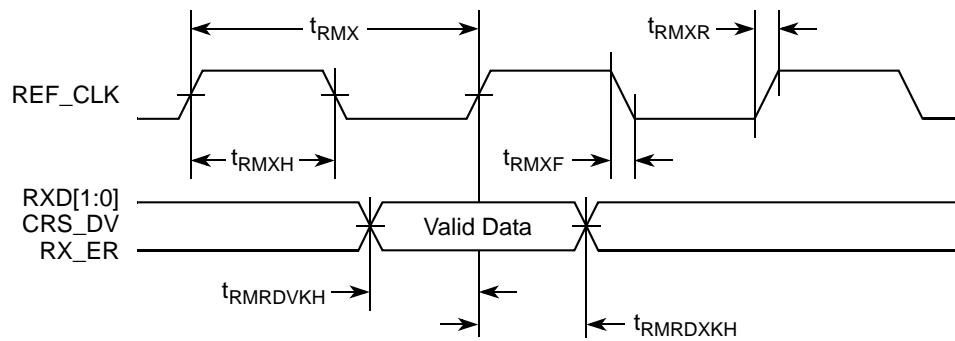 tRMX
tRMXR
REF_CLK
tRMXH
tRMXF
RXD[1:0]
CRS_DV
RX_ER
Valid Data
tRMRDVKH
tRMRDXKH